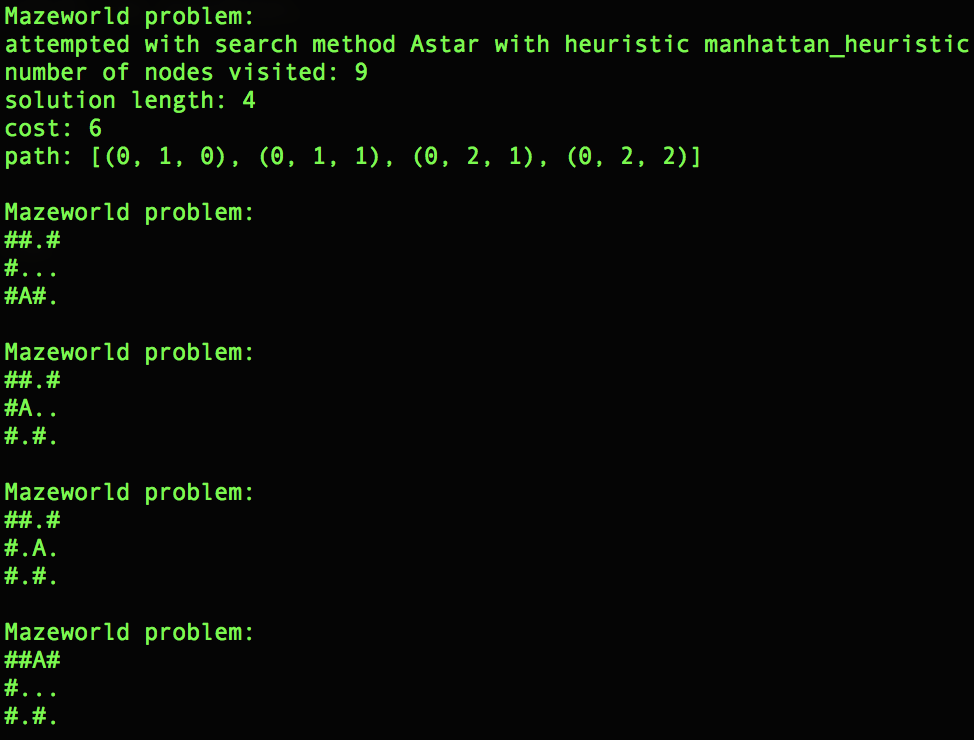 Mazeworld problem:
attempted with search method Astar with heuristic manhattan_heuristic
number of nodes visited: 9
solution length: 4
cost: 6
path: [(0, 1, 0), (0, 1, 1), (0, 2, 1), (0, 2, 2)]

Mazeworld problem:
##.#
#...
#A#.

Mazeworld problem:
##.#
#A..
#.#.

Mazeworld problem:
##.#
#.A.
#.#.

Mazeworld problem:
##A#
#...
#.#.